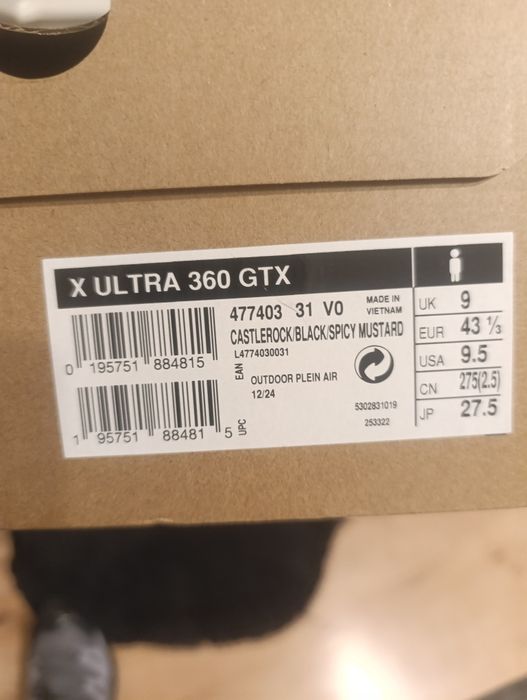 X ULTRA 360 GTX
477403 31 V0
MADE IN
VIETNAM
CASTLEROCK/BLACK/SPICY MUSTARD
L4774030031
EAN
OUTDOOR PLEIN AIR
12/24
5302831019
253322
0 195751 884815
1 95751 88481 5
UPC
UK 9
EUR 43 ⅓
USA 9.5
CN 275(2.5)
JP 27.5